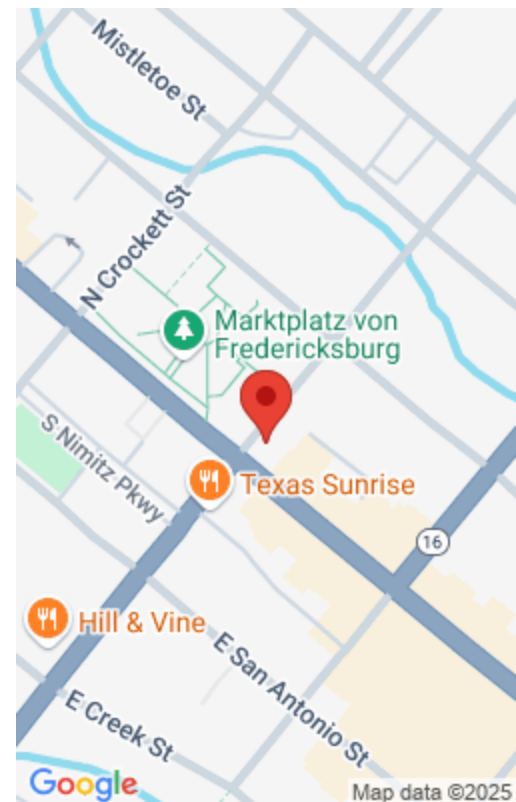 Mistletoe St
N Crockett St
Marktplatz von
Fredericksburg
S Nimitz Pkwy
Texas Sunrise
16
Hill & Vine
E San Antonio St
E Creek St
Google
Map data ©2025